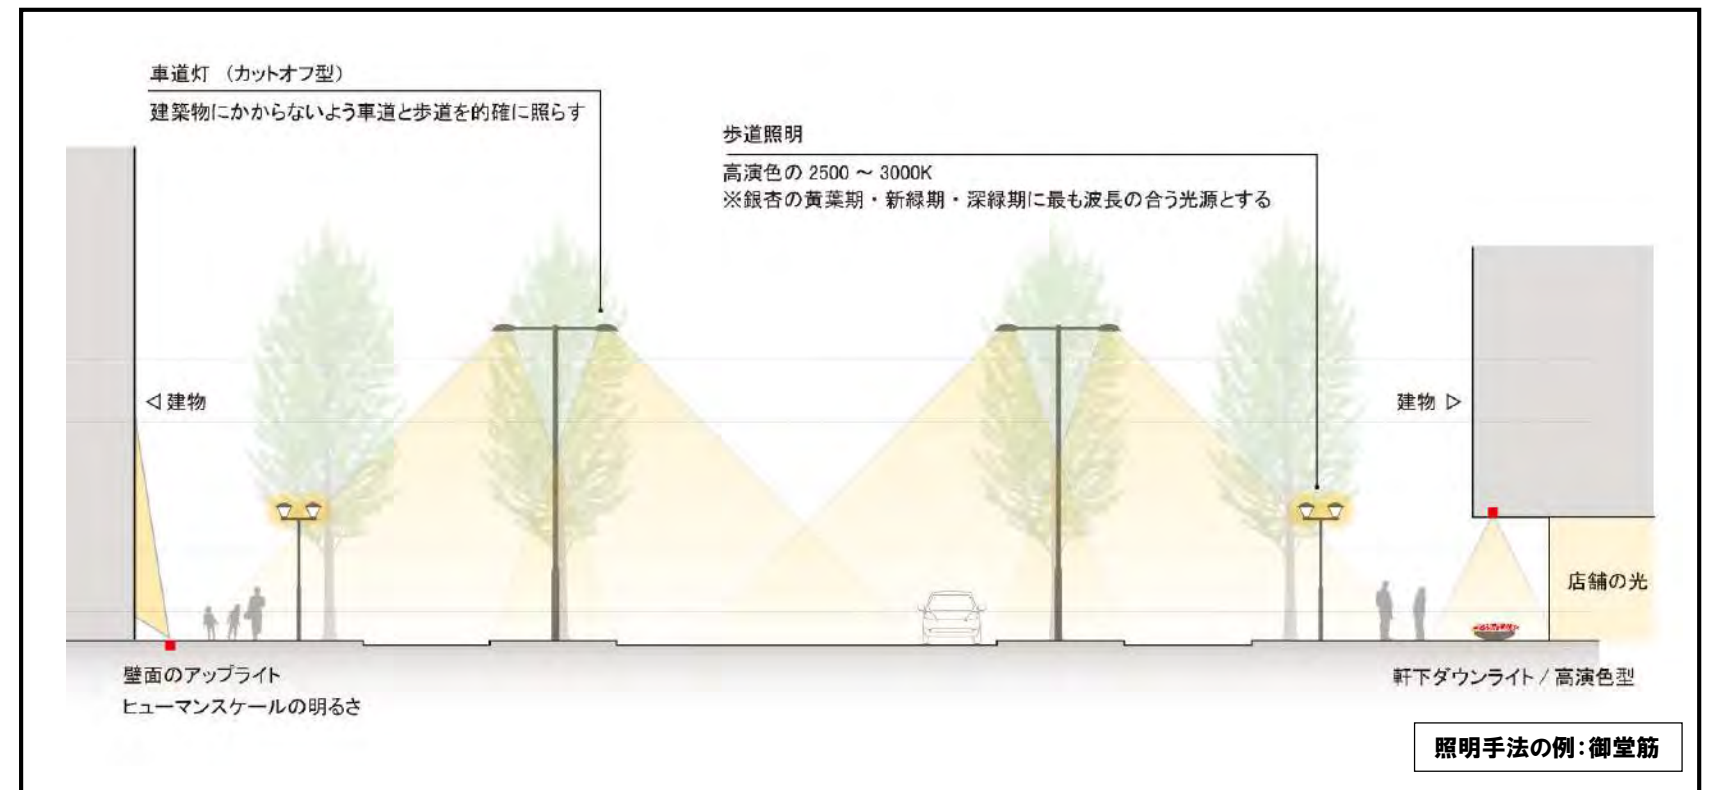 車道灯 （カットオフ型）
建築物にかからないよう車道と歩道を的確に照らす
歩道照明
高演色の 2500 ～ 3000K
※銀杏の黄葉期・新緑期・深緑期に最も波長の合う光源とする
◁ 建物
建物 ▷
店舗の光
壁面のアップライト
ヒューマンスケールの明るさ
軒下ダウンライト / 高演色型
照明手法の例：御堂筋